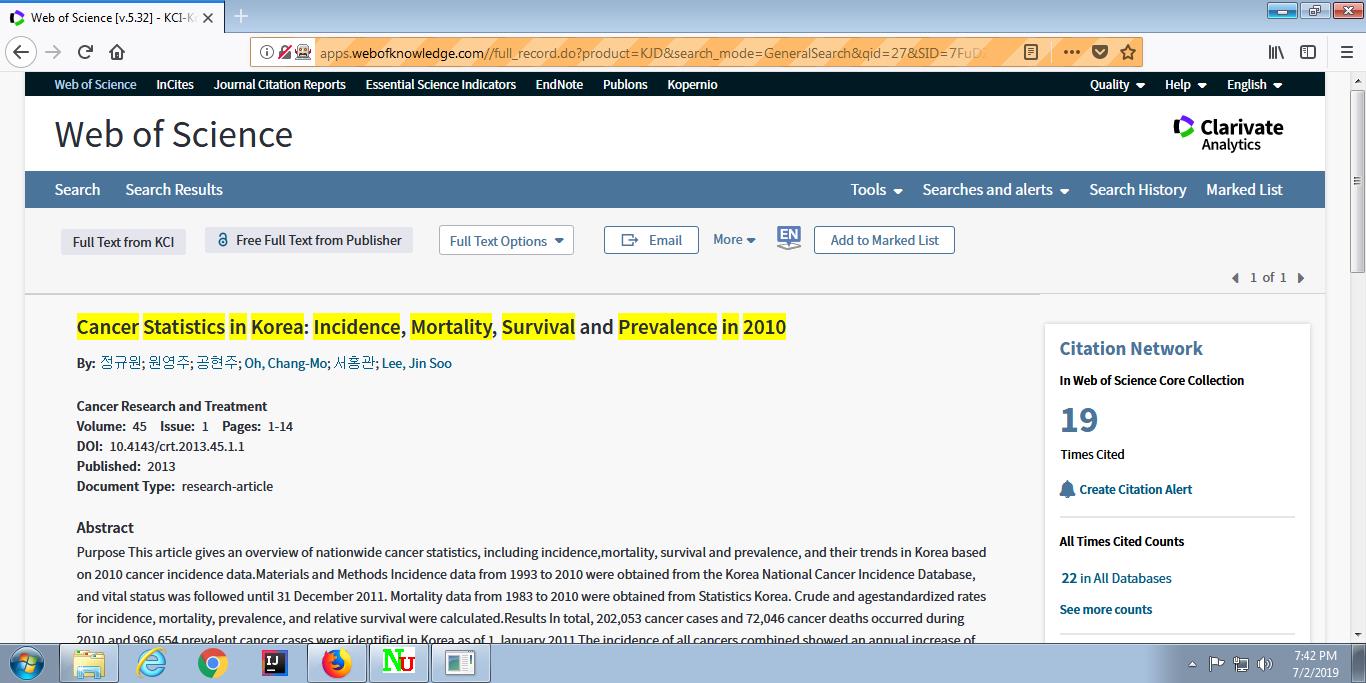 Web of Science [v.5.32] - KCI-K
apps.webofknowledge.com//full_record.do?product=KJD&search_mode=GeneralSearch&qid=27&SID=7FuD
Web of Science InCites Journal Citation Reports Essential Science Indicators EndNote Publons Kopernio Quality Help English
Web of Science
Clarivate
Analytics
Search Search Results Tools Searches and alerts Search History Marked List
Full Text from KCI Free Full Text from Publisher Full Text Options Email More EN Add to Marked List
1 of 1
Cancer Statistics in Korea: Incidence, Mortality, Survival and Prevalence in 2010
By: 정규원; 원영주; 공현주; Oh, Chang-Mo; 서홍관; Lee, Jin Soo
Cancer Research and Treatment
Volume: 45 Issue: 1 Pages: 1-14
DOI: 10.4143/crt.2013.45.1.1
Published: 2013
Document Type: research-article
Abstract
Purpose This article gives an overview of nationwide cancer statistics, including incidence,mortality, survival and prevalence, and their trends in Korea based
on 2010 cancer incidence data.Materials and Methods Incidence data from 1993 to 2010 were obtained from the Korea National Cancer Incidence Database,
and vital status was followed until 31 December 2011. Mortality data from 1983 to 2010 were obtained from Statistics Korea. Crude and agestandardized rates
for incidence, mortality, prevalence, and relative survival were calculated.Results In total, 202,053 cancer cases and 72,046 cancer deaths occurred during
2010 and 960,654 prevalent cancer cases were identified in Korea as of 1 January 2011.The incidence of all cancers combined showed an annual increase of
Citation Network
In Web of Science Core Collection
19
Times Cited
Create Citation Alert
All Times Cited Counts
22 in All Databases
See more counts
IJ
NU
7:42 PM
7/2/2019